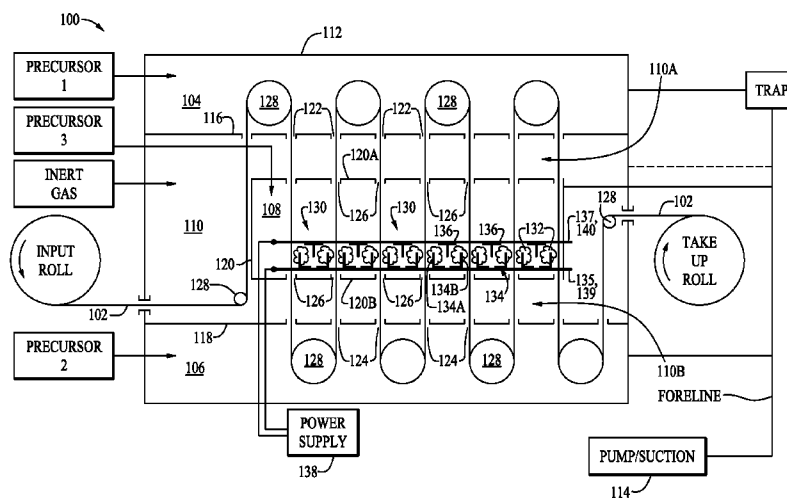 100
112
PRECURSOR
1
104
128
122
128
122
110A
TRAP
116
PRECURSOR
3
120A
INERT
GAS
108
126
126
110
130
130
136
136
132
128
102
137,
140
INPUT
ROLL
120
TAKE
UP
ROLL
128
126
120B
126
134B
134A
134
135,
139
102
118
PRECURSOR
2
106
128
124
124
128
110B
FORELINE
POWER
SUPPLY
138
PUMP/SUCTION
114